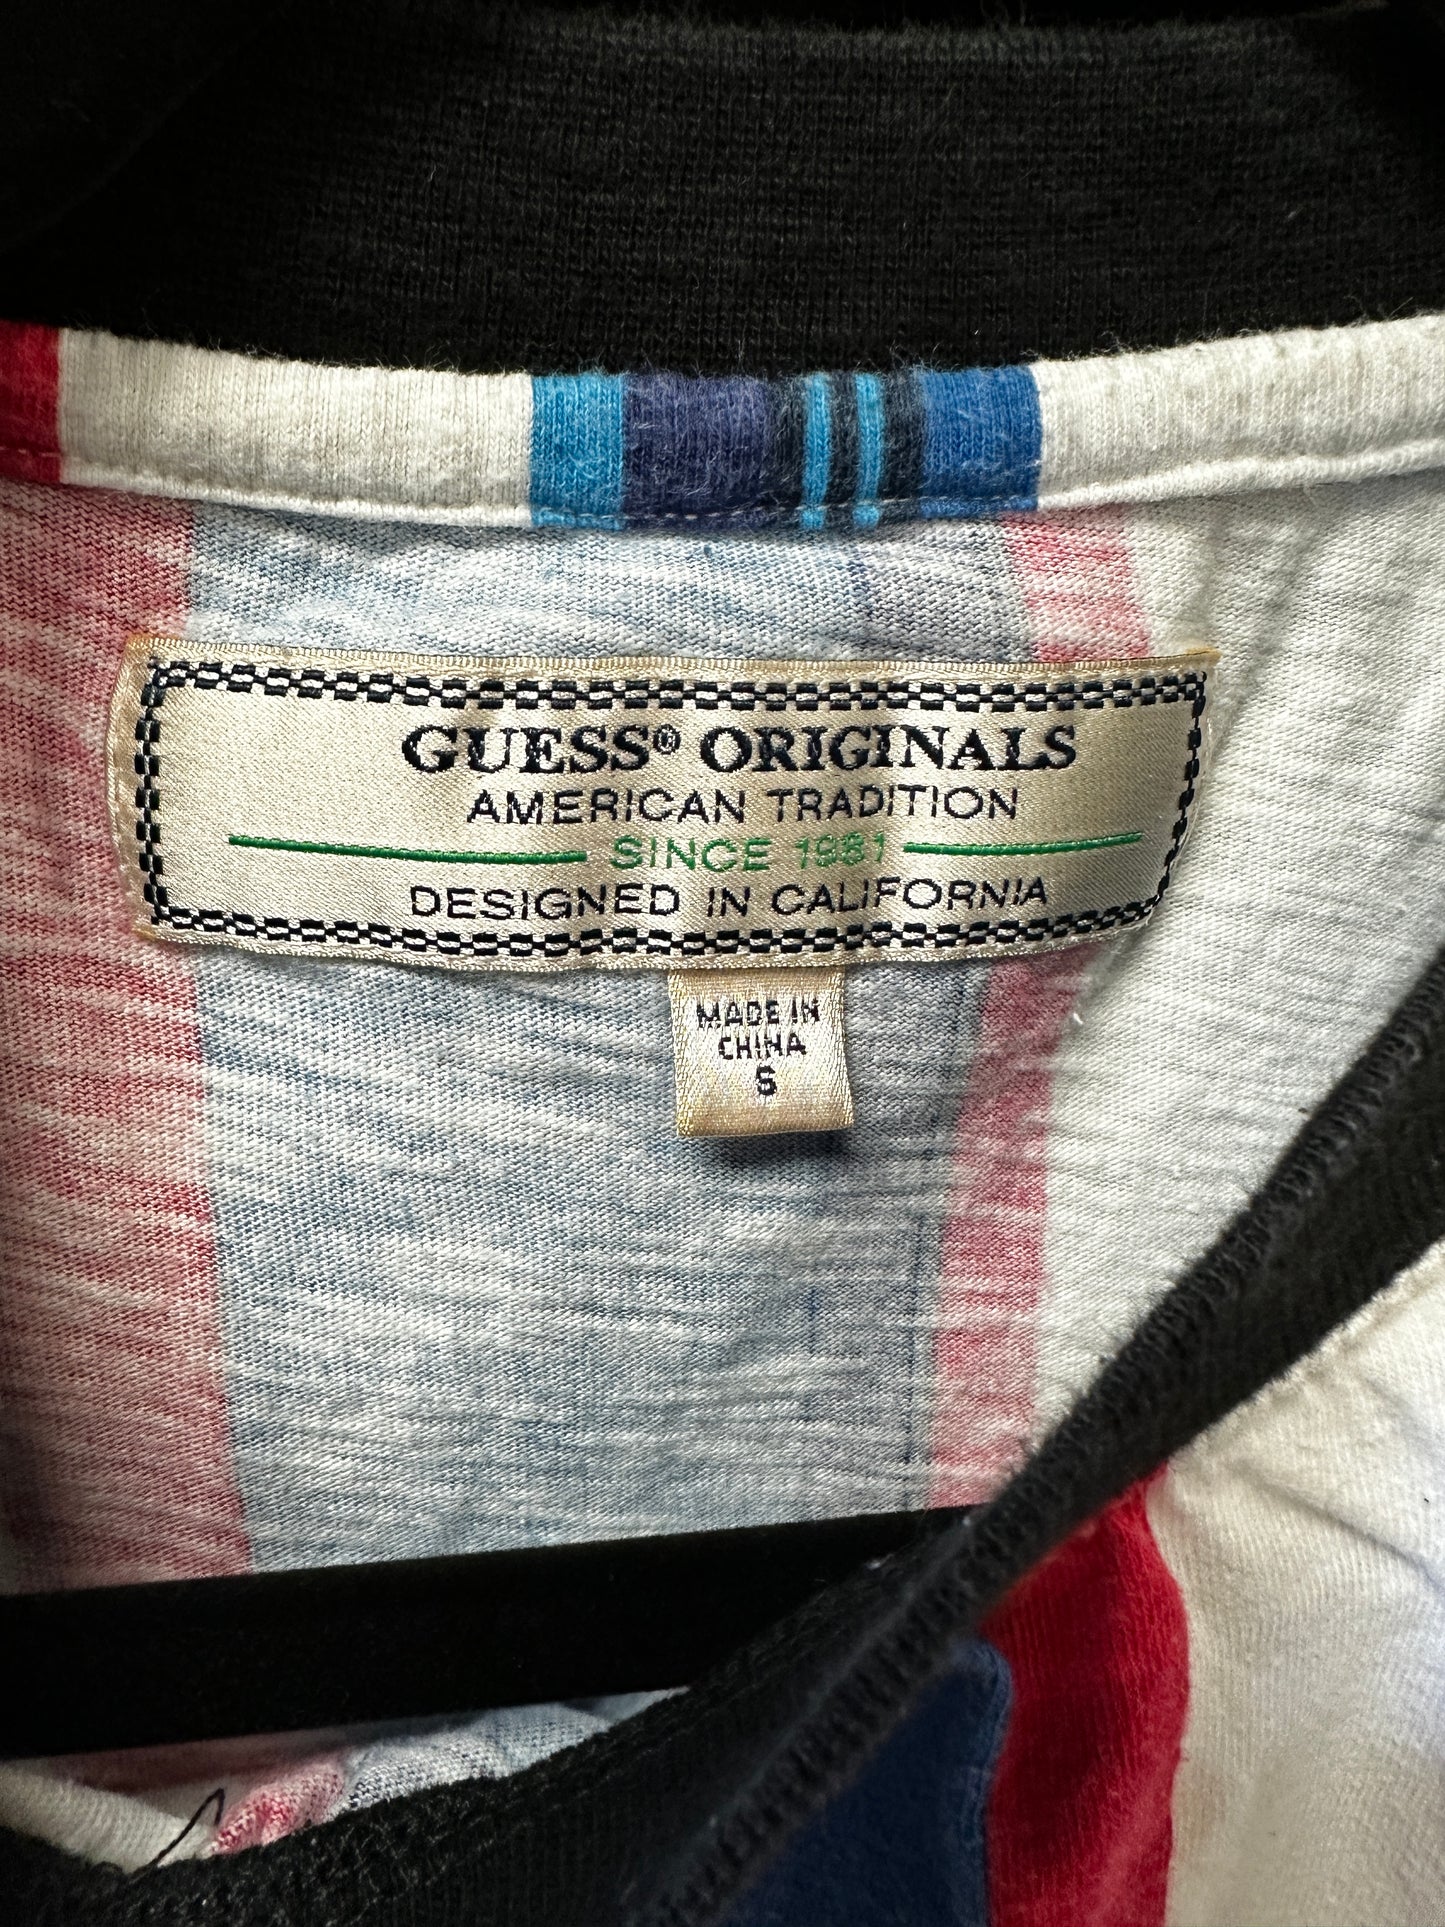 GUESS® ORIGINALS
AMERICAN TRADITION
SINCE 1981
DESIGNED IN CALIFORNIA
MADE IN
CHINA
S